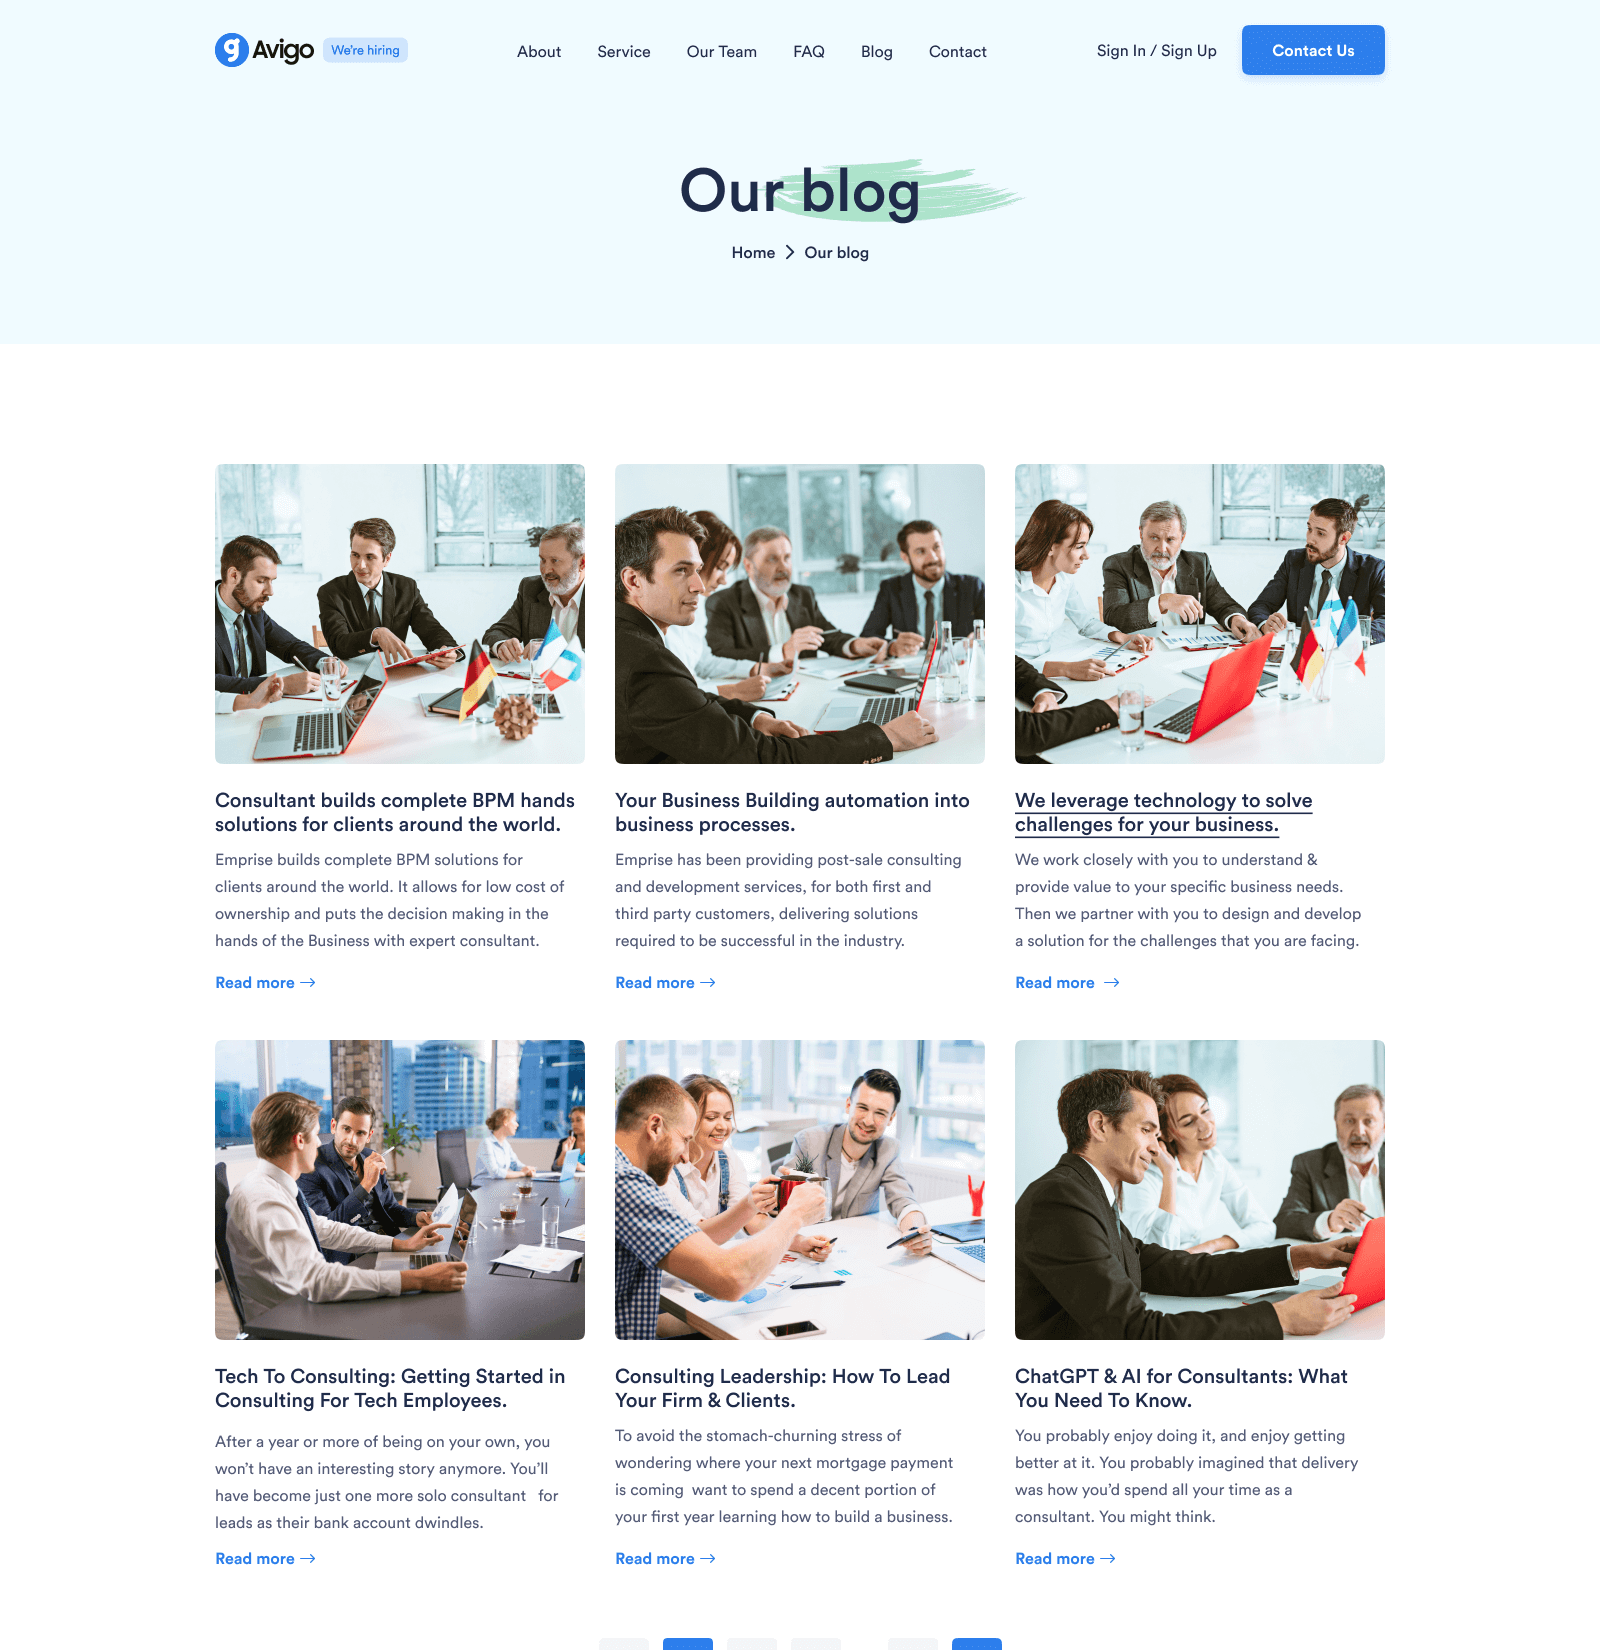 Avigo We're hiring About Service Our Team FAQ Blog Contact Sign In / Sign Up Contact Us
Our blog
Home Our blog
Consultant builds complete BPM hands
solutions for clients around the world.
Emprise builds complete BPM solutions for
clients around the world. It allows for low cost of
ownership and puts the decision making in the
hands of the Business with expert consultant.
Read more
Your Business Building automation into
business processes.
Emprise has been providing post-sale consulting
and development services, for both first and
third party customers, delivering solutions
required to be successful in the industry.
Read more
We leverage technology to solve
challenges for your business.
We work closely with you to understand &
provide value to your specific business needs.
Then we partner with you to design and develop
a solution for the challenges that you are facing.
Read more
Tech To Consulting: Getting Started in
Consulting For Tech Employees.
After a year or more of being on your own, you
won't have an interesting story anymore. You'll
have become just one more solo consultant for
leads as their bank account dwindles.
Read more
Consulting Leadership: How To Lead
Your Firm & Clients.
To avoid the stomach-churning stress of
wondering where your next mortgage payment
is coming want to spend a decent portion of
your first year learning how to build a business.
Read more
ChatGPT & AI for Consultants: What
You Need To Know.
You probably enjoy doing it, and enjoy getting
better at it. You probably imagined that delivery
was how you'd spend all your time as a
consultant. You might think.
Read more